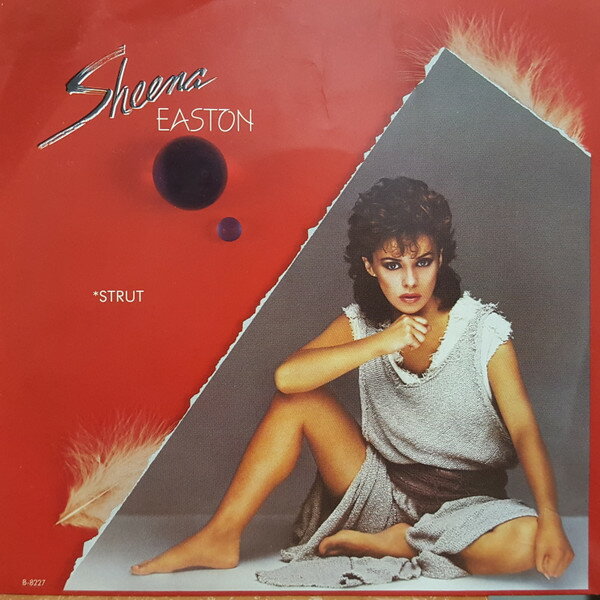 Sheena
EASTON
*STRUT
B-8227